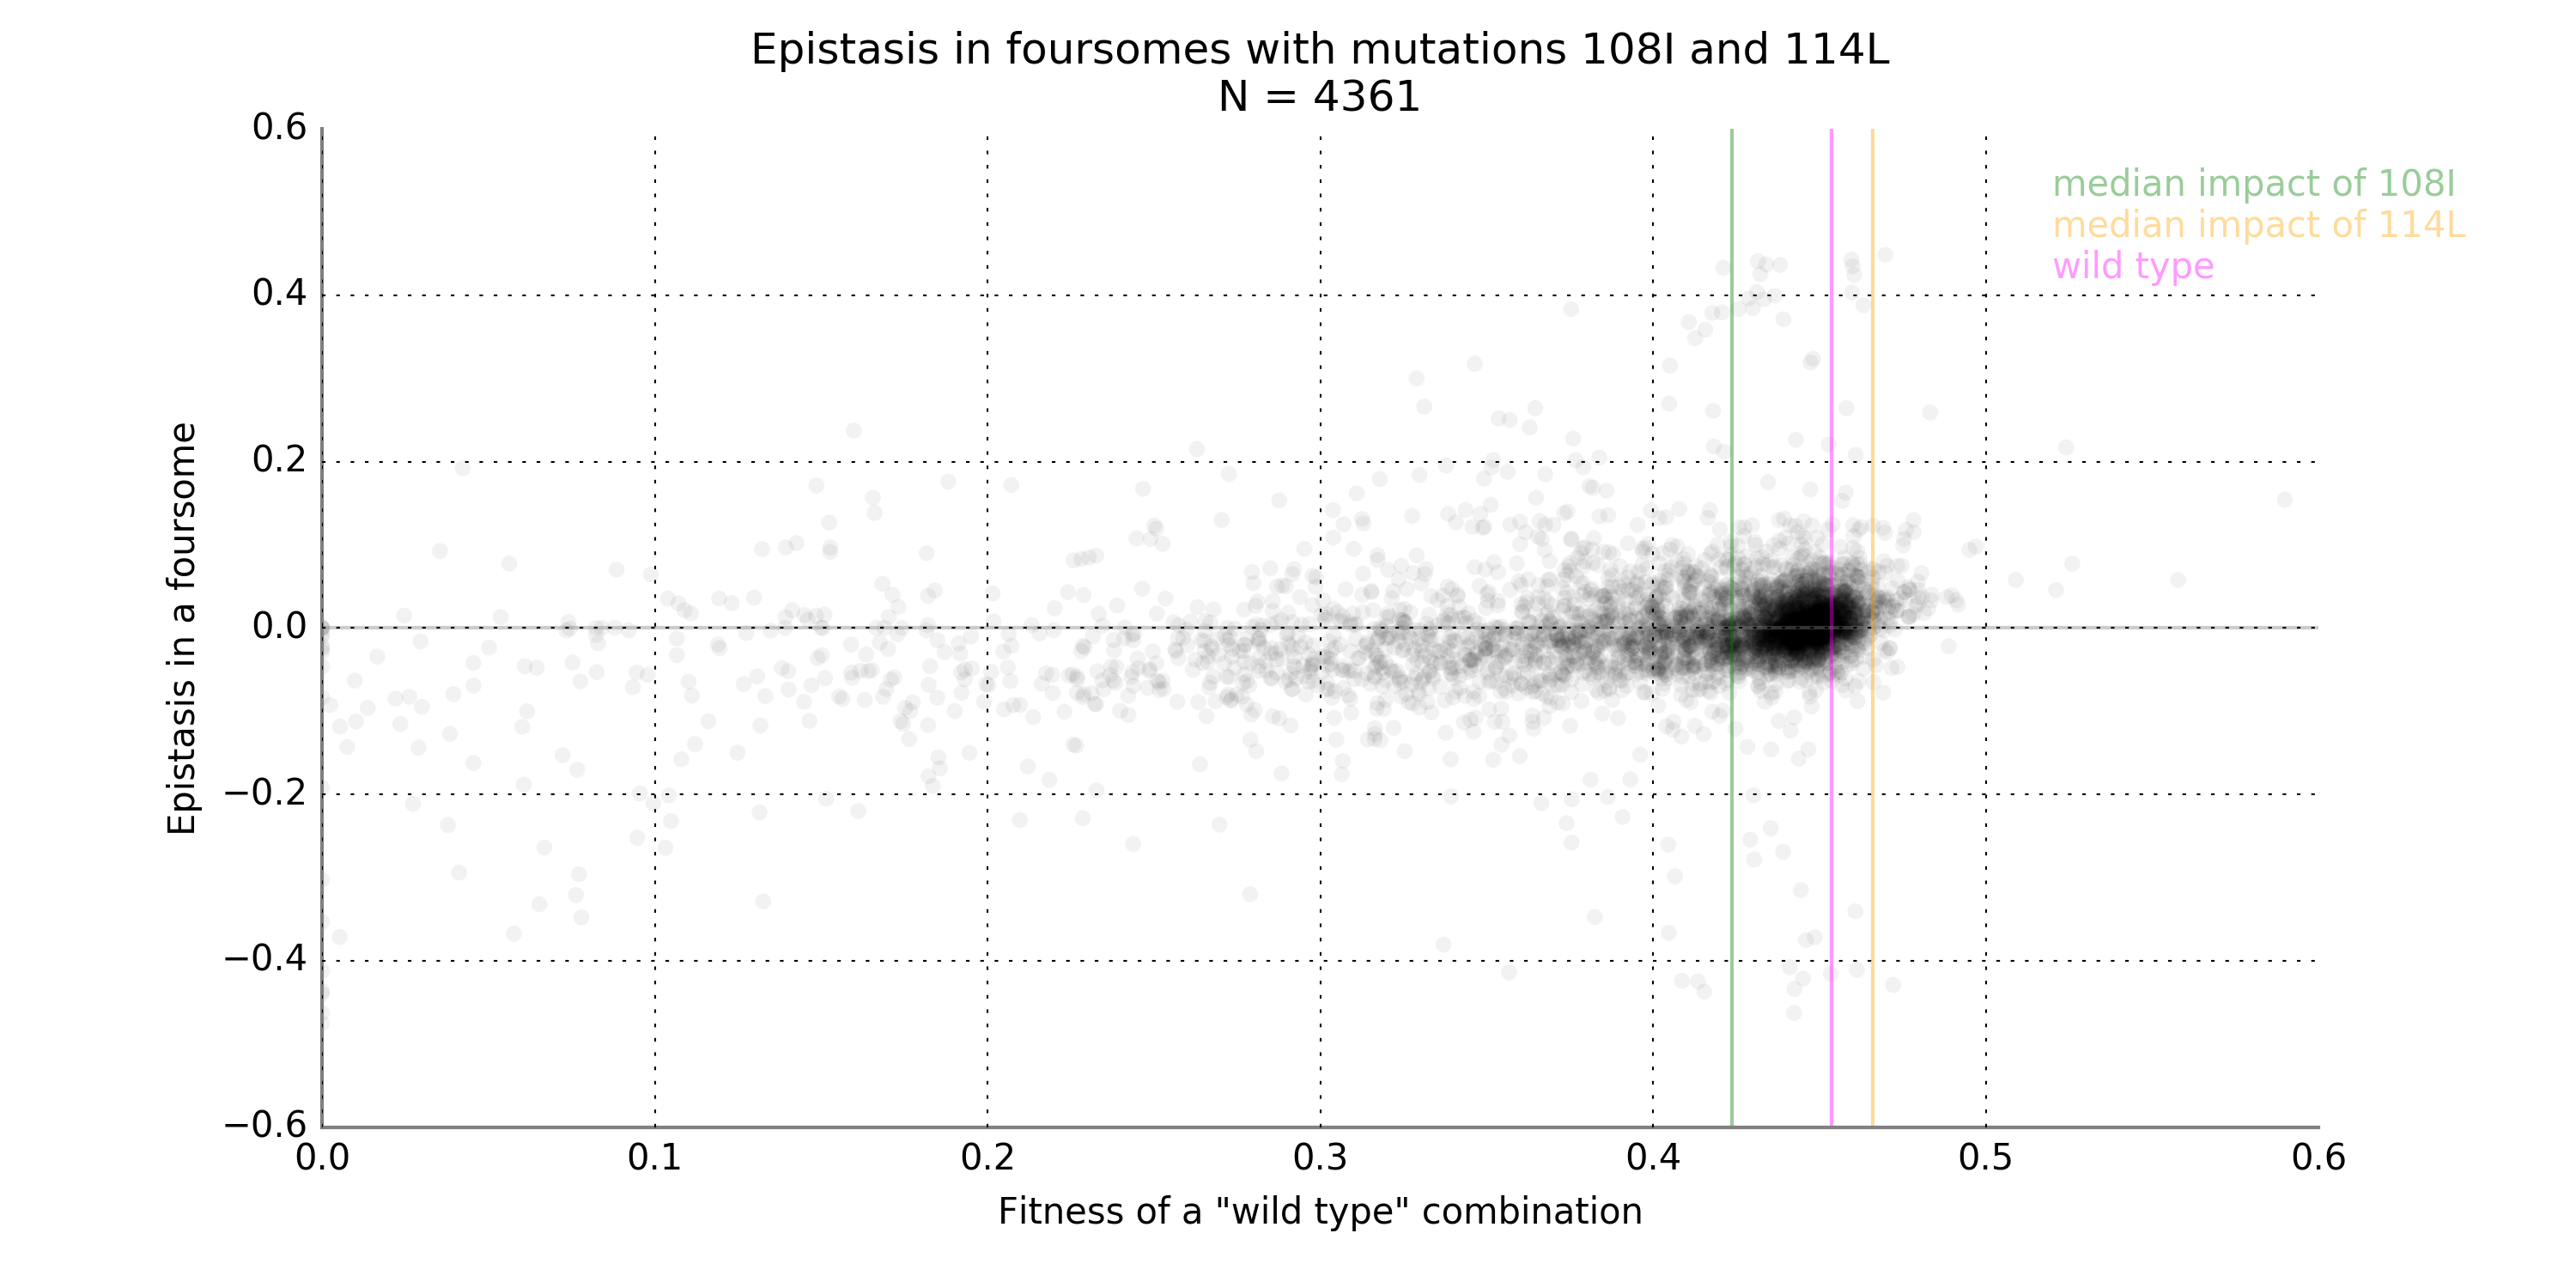 Epistasis in foursomes with mutations 108I and 114L
N = 4361
median impact of 108I
median impact of 114L
wild type
Epistasis in a foursome
0.6
0.4
0.2
0.0
−0.2
−0.4
−0.6
0.0 0.1 0.2 0.3 0.4 0.5 0.6
Fitness of a "wild type" combination